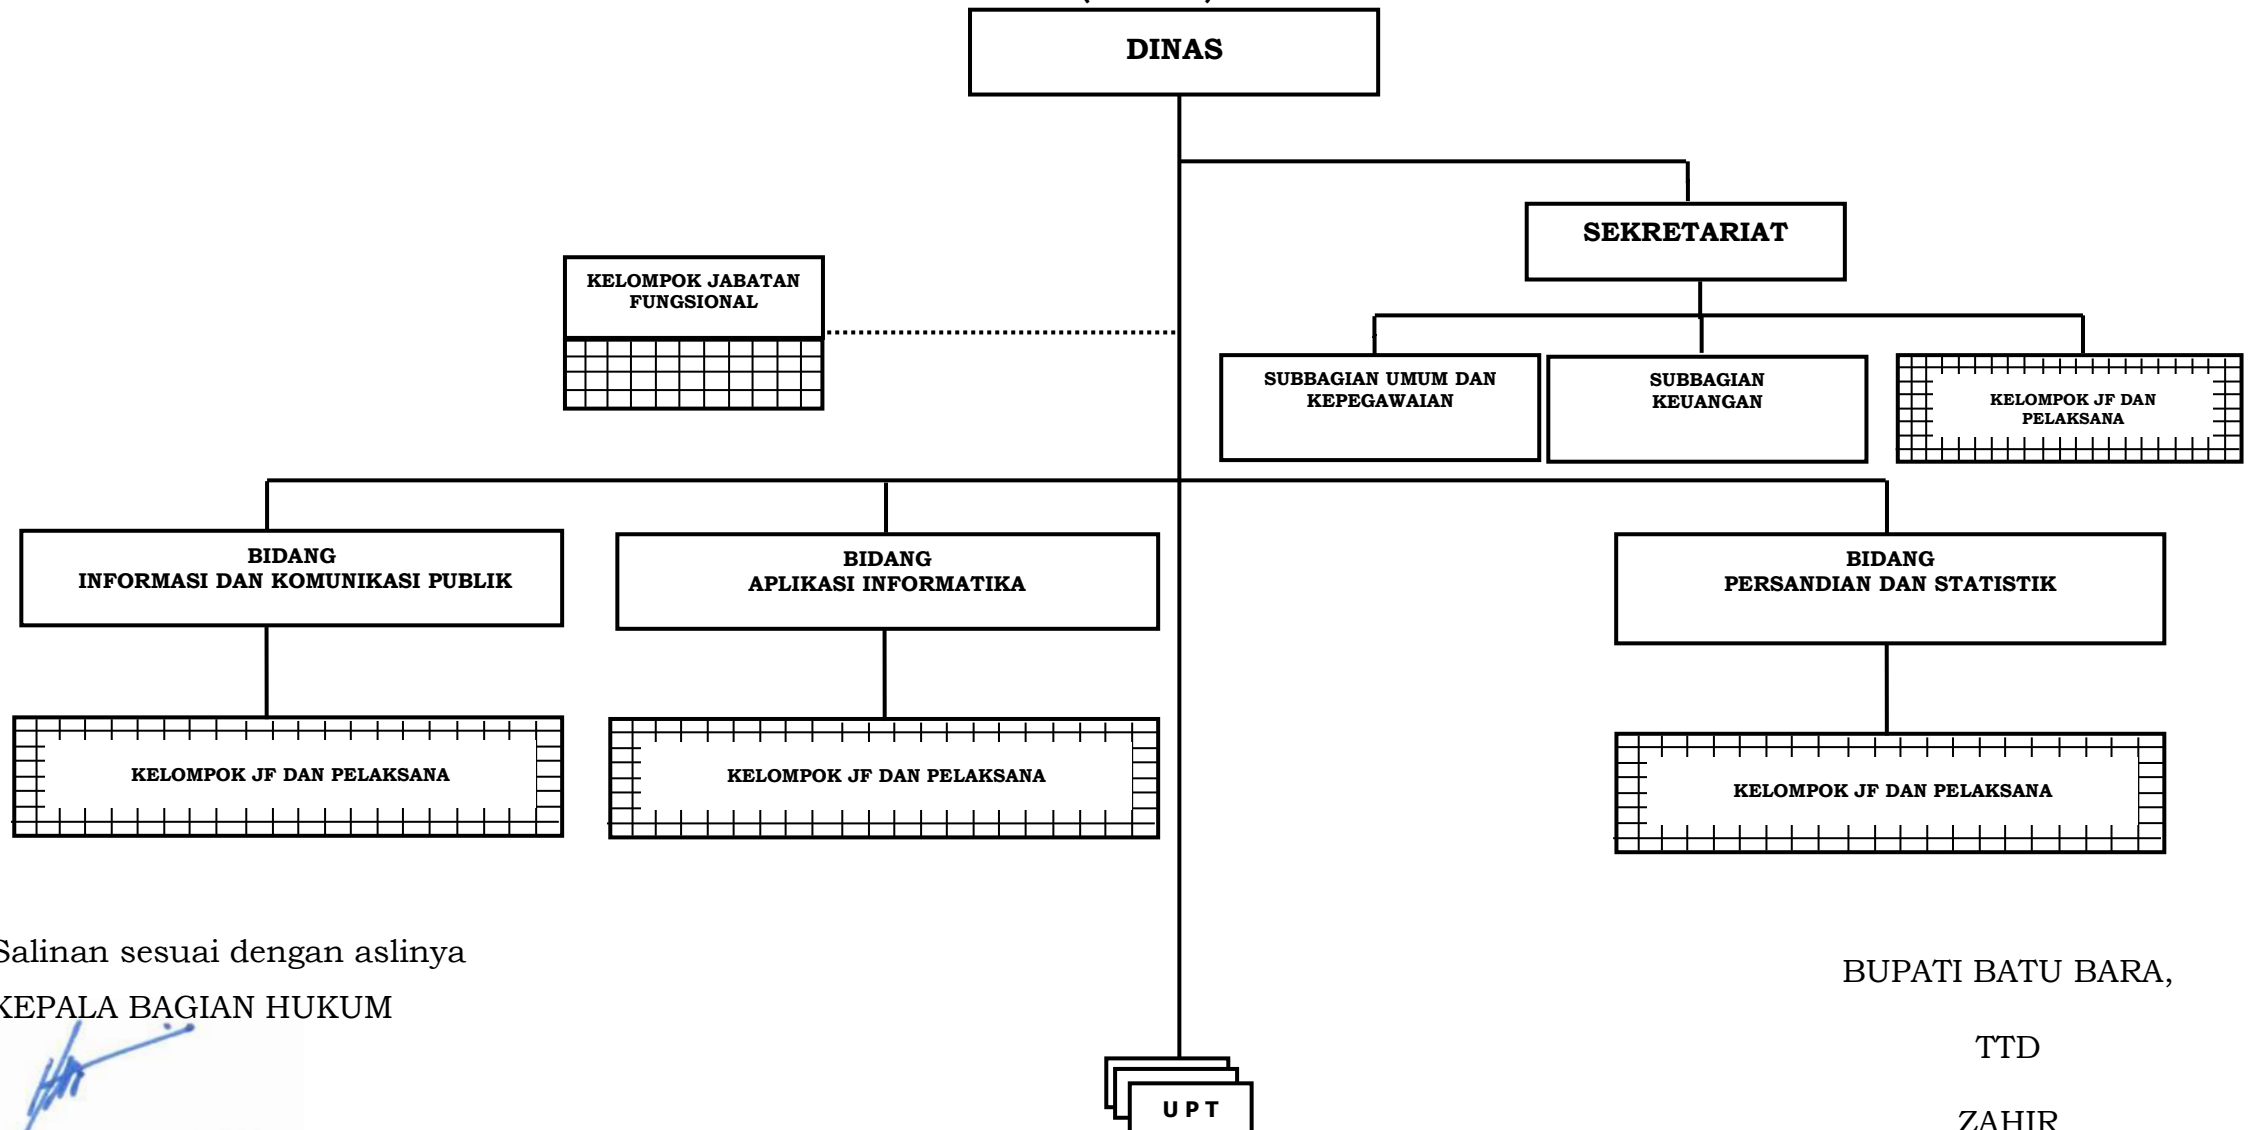 DINAS
SEKRETARIAT
KELOMPOK JABATAN
FUNGSIONAL
SUBBAGIAN UMUM DAN
KEPEGAWAIAN
SUBBAGIAN
KEUANGAN
KELOMPOK JF DAN
PELAKSANA
BIDANG
INFORMASI DAN KOMUNIKASI PUBLIK
BIDANG
APLIKASI INFORMATIKA
BIDANG
PERSANDIAN DAN STATISTIK
KELOMPOK JF DAN PELAKSANA
KELOMPOK JF DAN PELAKSANA
KELOMPOK JF DAN PELAKSANA
Salinan sesuai dengan aslinya
KEPALA BAGIAN HUKUM
BUPATI BATU BARA,
TTD
ZAHIR
UPT